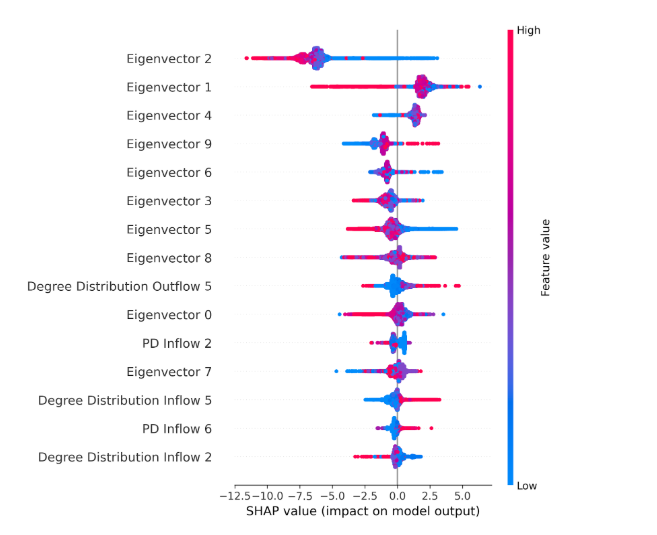 High
Eigenvector 2
Eigenvector 1
Eigenvector 4
Eigenvector 9
Eigenvector 6
Eigenvector 3
Eigenvector 5
Eigenvector 8
Degree Distribution Outflow 5
Eigenvector 0
PD Inflow 2
Eigenvector 7
Degree Distribution Inflow 5
PD Inflow 6
Degree Distribution Inflow 2
Feature value
Low
−12.5 −10.0 −7.5 −5.0 −2.5 0.0 2.5 5.0
SHAP value (impact on model output)